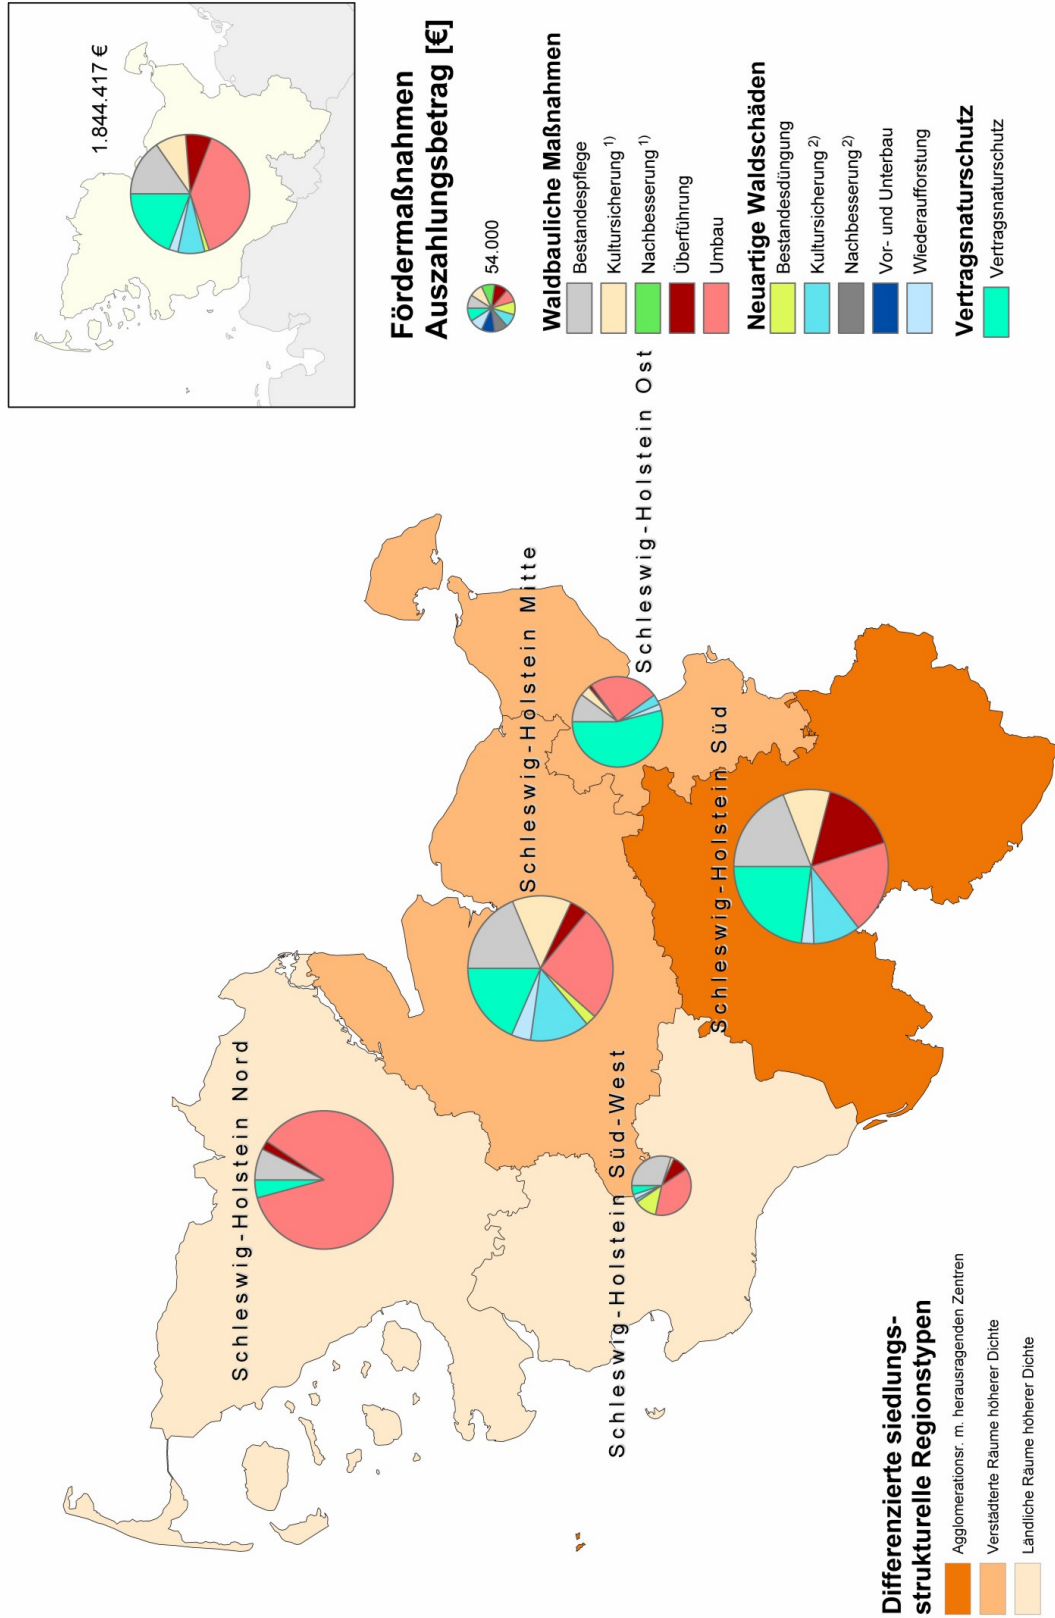 1.844.417 €
Fördermaßnahmen
Auszahlungsbetrag [€]
54.000
Waldbauliche Maßnahmen
Bestandespflege
Kultursicherung 1)
Nachbesserung 1)
Überführung
Umbau
Neuartige Waldschäden
Bestandesdüngung
Kultursicherung 2)
Nachbesserung 2)
Vor- und Unterbau
Wiederaufforstung
Vertragsnaturschutz
Vertragsnaturschutz
Schleswig-Holstein Nord
Schleswig-Holstein Mitte
Schleswig-Holstein Süd-West
Schleswig-Holstein Ost
Schleswig-Holstein Süd
Differenzierte siedlungs-
strukturelle Regionstypen
Agglomerationsr. m. herausragenden Zentren
Verstädterte Räume höherer Dichte
Ländliche Räume höherer Dichte